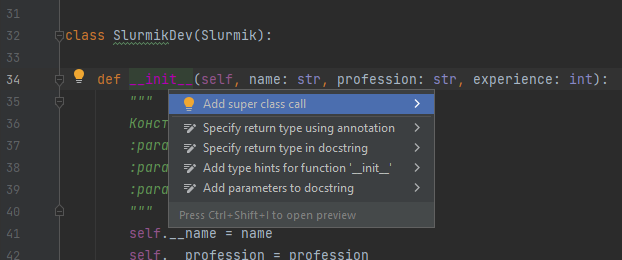 31
32 class SlurmikDev(Slurmik):
33
34 def __init__(self, name: str, profession: str, experience: int):
35 """
Add super class call
36 Конст
Specify return type using annotation
37 :para
Specify return type in docstring
38 :para
Add type hints for function '__init__'
39 :para
Add parameters to docstring
40 """
Press Ctrl+Shift+I to open preview
41 self.__name = name
42 self.__profession = profession